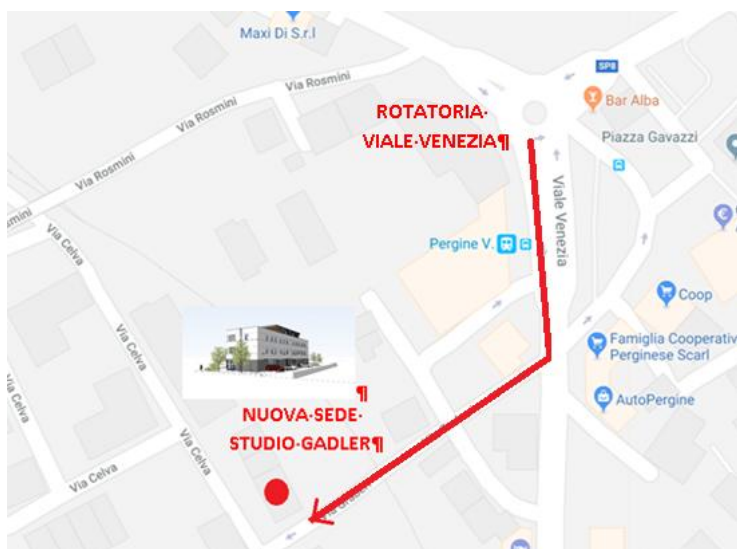 Maxi Di S.r.l
SP8
Via Rosmini
Bar Alba
ROTATORIA·
VIALE·VENEZIA¶
Piazza Gavazzi
Via Rosmini
Via Rosmini
Viale Venezia
Via Celva
Pergine V.
Coop
Famiglia Cooperativ
Perginese Scarl
Via Celva
AutoPergine
¶
NUOVA·SEDE·
STUDIO·GADLER¶
Via Celva
Via Celva
Via Celva